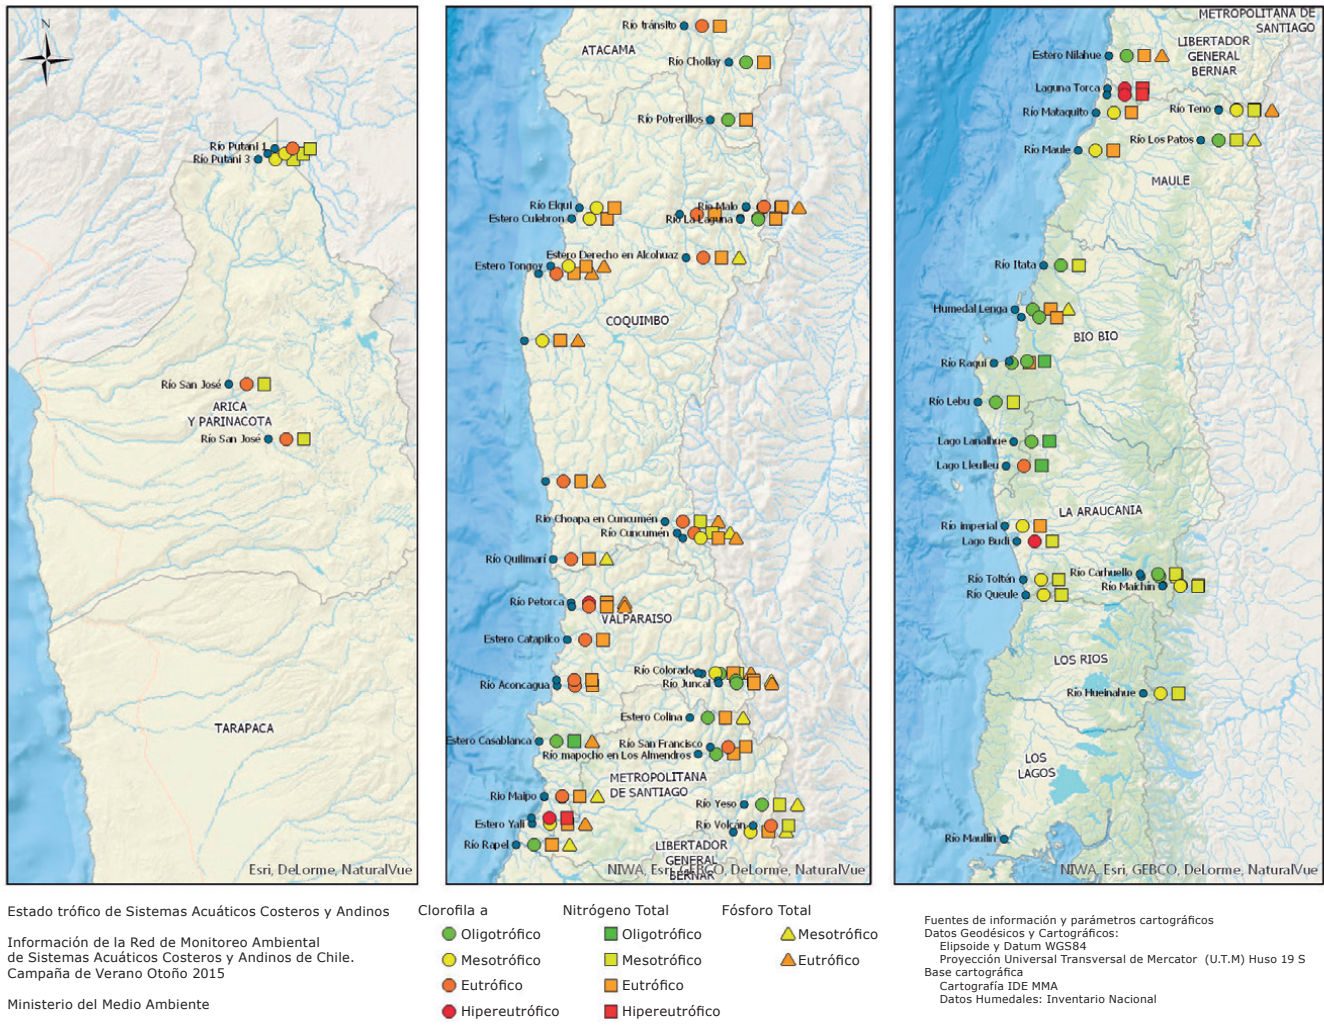 N
Río Putani 1
Río Putani 3
Río San José
ARICA
Y PARINACOTA
Río San José
TARAPACA
Esri, DeLorme, NaturalVue
Río tránsito
ATACAMA
Río Chollay
Río Potrerillos
Río Elqui
Estero Culebron
Río Malo
Río La Laguna
Estero Derecho en Alcohuaz
Estero Tongoy
COQUIMBO
Río Choapa en Cuncumén
Río Cuncumén
Río Quilimarí
Río Petorca
VALPARAISO
Estero Catapilco
Río Colorado
Río Juncal
Río Aconcagua
Estero Colina
Estero Casablanca
Río San Francisco
Río mapocho en Los Almendros
METROPOLITANA
DE SANTIAGO
Río Maipo
Río Yeso
Estero Yali
Río Volcán
Río Rapel
LIBERTADOR
GENERAL
BERNAR
NIWA, Esri, GEBCO, DeLorme, NaturalVue
METROPOLITANA DE
SANTIAGO
LIBERTADOR
GENERAL
BERNAR
Estero Nilahue
Laguna Torca
Río Mataquito
Río Teno
Río Los Patos
Río Maule
MAULE
Río Itata
Humedal Lenga
BIO BIO
Río Raqui
Río Lebu
Lago Lanalhue
Lago Lleulleu
LA ARAUCANIA
Río imperial
Lago Budi
Río Toltén
Río Carhuello
Río Maichin
Río Queule
LOS RIOS
Río Hueinahue
LOS
LAGOS
Río Maullín
NIWA, Esri, GEBCO, DeLorme, NaturalVue
Estado trófico de Sistemas Acuáticos Costeros y Andinos
Información de la Red de Monitoreo Ambiental
de Sistemas Acuáticos Costeros y Andinos de Chile.
Campaña de Verano Otoño 2015
Ministerio del Medio Ambiente
Clorofila a
Oligotrófico
Mesotrófico
Eutrófico
Hipereutrófico
Nitrógeno Total
Oligotrófico
Mesotrófico
Eutrófico
Hipereutrófico
Fósforo Total
Mesotrófico
Eutrófico
Fuentes de información y parámetros cartográficos
Datos Geodésicos y Cartográficos:
Elipsoide y Datum WGS84
Proyección Universal Transversal de Mercator (U.T.M) Huso 19 S
Base cartográfica
Cartografía IDE MMA
Datos Humedales: Inventario Nacional